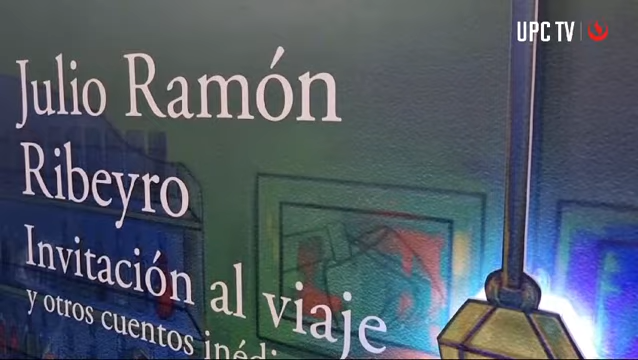 UPC TV
Julio Ramón
Ribeyro
Invitación al viaje
y otros cuentos